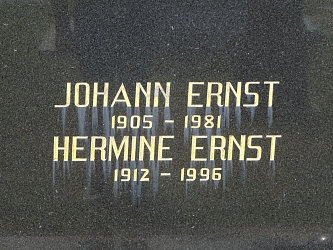 JOHANN ERNST
1905 - 1981
HERMINE ERNST
1912 - 1996